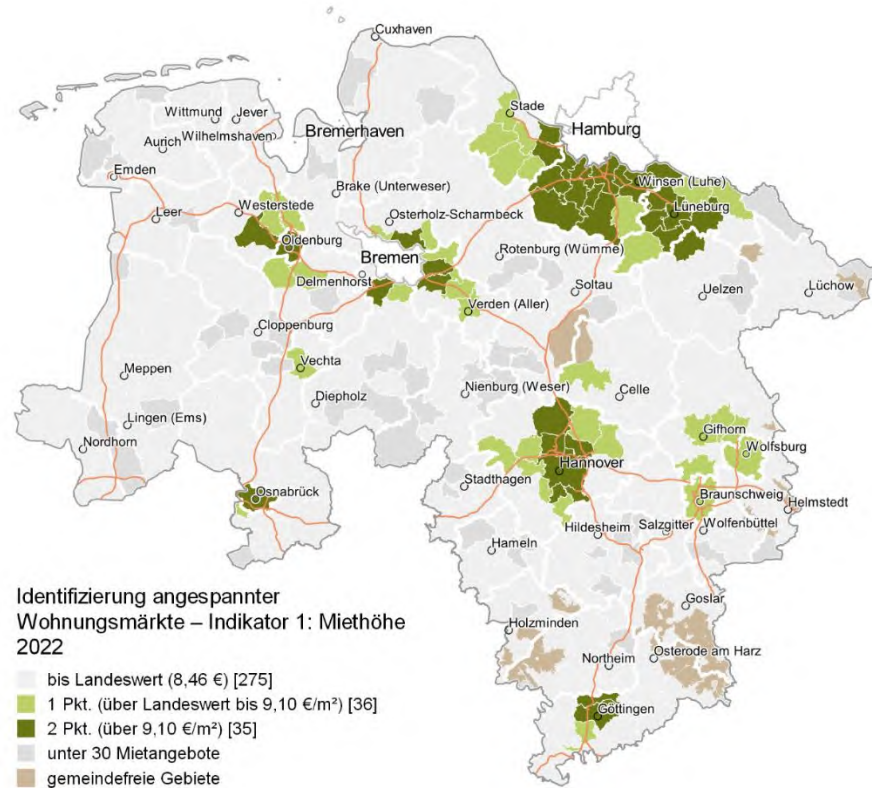 Cuxhaven
Stade
Hamburg
Wittmund
Jever
Wilhelmshaven
Bremerhaven
Aurich
Emden
Winsen (Luhe)
Lüneburg
Brake (Unterweser)
Westerstede
Leer
Osterholz-Scharmbeck
Oldenburg
Rotenburg (Wümme)
Bremen
Delmenhorst
Soltau
Uelzen
Lüchow
Verden (Aller)
Cloppenburg
Vechta
Meppen
Nienburg (Weser)
Celle
Diepholz
Lingen (Ems)
Gifhorn
Nordhorn
Wolfsburg
Hannover
Stadthagen
Osnabrück
Braunschweig
Helmstedt
Hildesheim
Salzgitter
Wolfenbüttel
Hameln
Goslar
Holzminden
Osterode am Harz
Northeim
Göttingen
Identifizierung angespannter
Wohnungsmärkte – Indikator 1: Miethöhe
2022
bis Landeswert (8,46 €) [275]
1 Pkt. (über Landeswert bis 9,10 €/m²) [36]
2 Pkt. (über 9,10 €/m²) [35]
unter 30 Mietangebote
gemeindefreie Gebiete